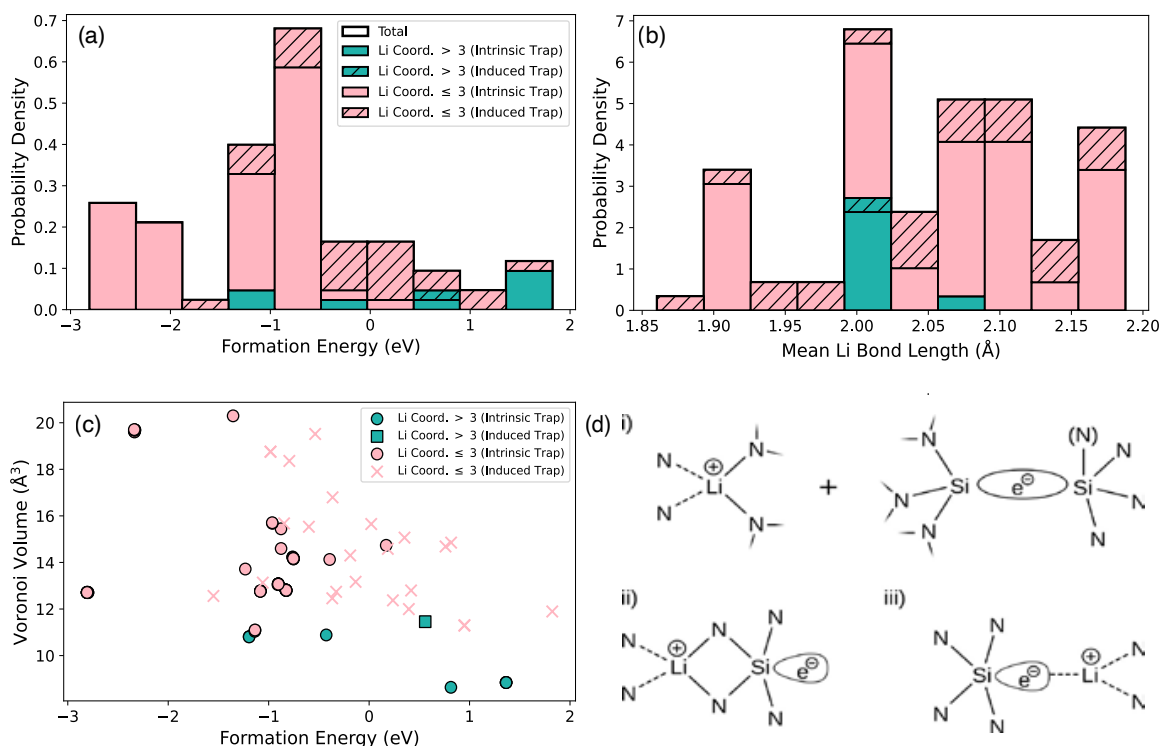 (a)
Total
Li Coord. > 3 (Intrinsic Trap)
Li Coord. > 3 (Induced Trap)
Li Coord. ≤ 3 (Intrinsic Trap)
Li Coord. ≤ 3 (Induced Trap)
Probability Density
0.7
0.6
0.5
0.4
0.3
0.2
0.1
0.0
−3 −2 −1 0 1 2
Formation Energy (eV)
(b)
Probability Density
7
6
5
4
3
2
1
0
1.85 1.90 1.95 2.00 2.05 2.10 2.15 2.20
Mean Li Bond Length (Å)
(c)
Li Coord. > 3 (Intrinsic Trap)
Li Coord. > 3 (Induced Trap)
Li Coord. ≤ 3 (Intrinsic Trap)
Li Coord. ≤ 3 (Induced Trap)
Voronoi Volume (Å³)
20
18
16
14
12
10
−3 −2 −1 0 1 2
Formation Energy (eV)
(d)
i)
N N
⊕
Li
N N
+
N (N) N
Si e⊖ Si
N N
N N
ii)
N N N
⊕
Li Si e⊖
N N N
iii)
N N N
⊕
Si e⊖ Li
N N N